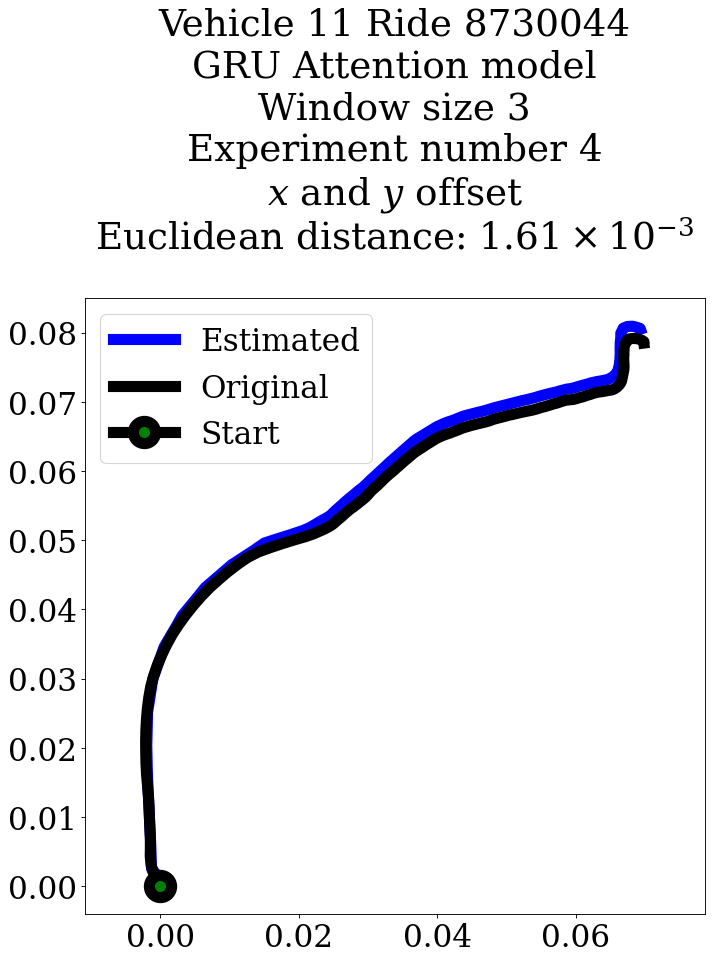 Vehicle 11 Ride 8730044
GRU Attention model
Window size 3
Experiment number 4
x and y offset
Euclidean distance: 1.61 × 10⁻³
Estimated
Original
Start
0.08
0.07
0.06
0.05
0.04
0.03
0.02
0.01
0.00
0.00 0.02 0.04 0.06